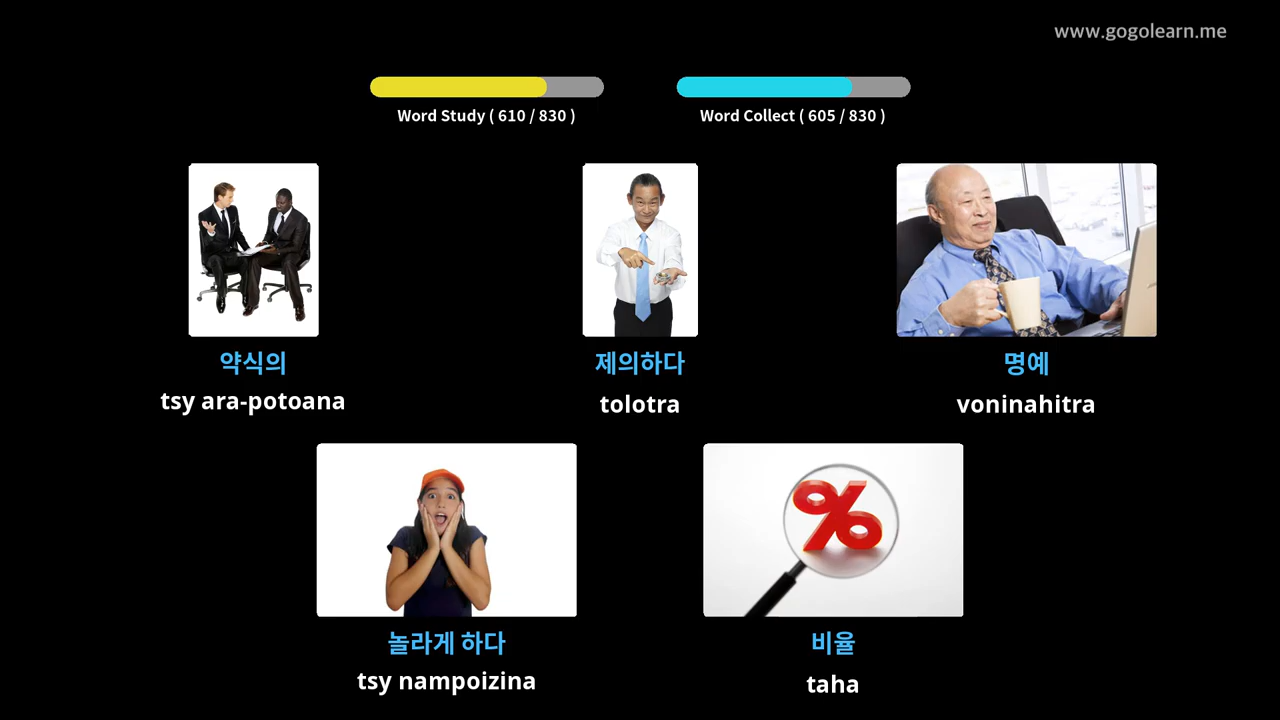 www.gogolearn.me
Word Study ( 610 / 830 )
Word Collect ( 605 / 830 )
약식의
tsy ara-potoana
제의하다
tolotra
명예
voninahitra
놀라게 하다
tsy nampoizina
%
비율
taha